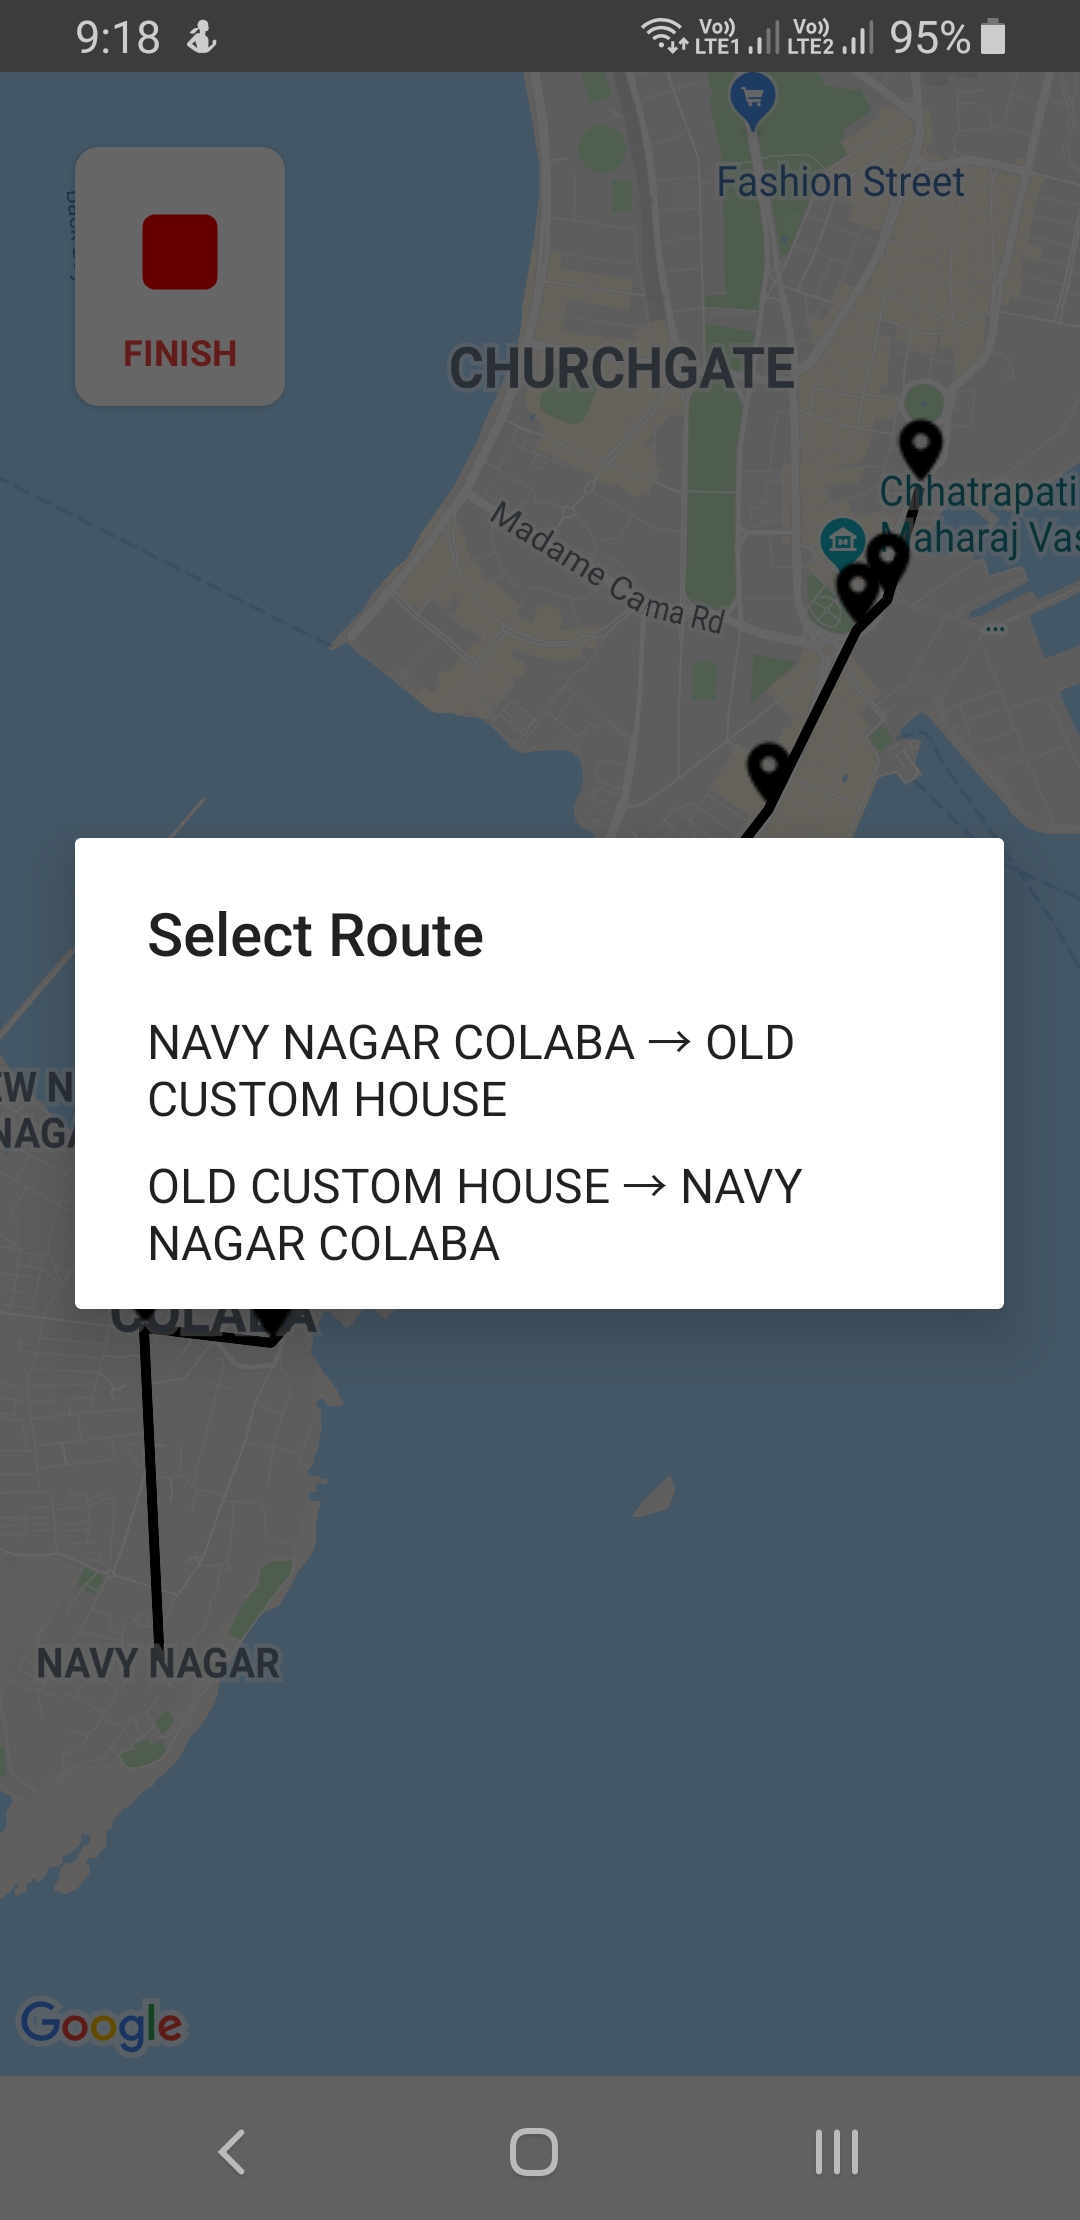 9:18
Vo)) LTE1 Vo)) LTE2 95%
Fashion Street
FINISH
CHURCHGATE
Chhatrapati
Maharaj Vas
Madame Cama Rd
Select Route
NAVY NAGAR COLABA → OLD
CUSTOM HOUSE
OLD CUSTOM HOUSE → NAVY
NAGAR COLABA
EW N
NAGA
COLABA
NAVY NAGAR
Google